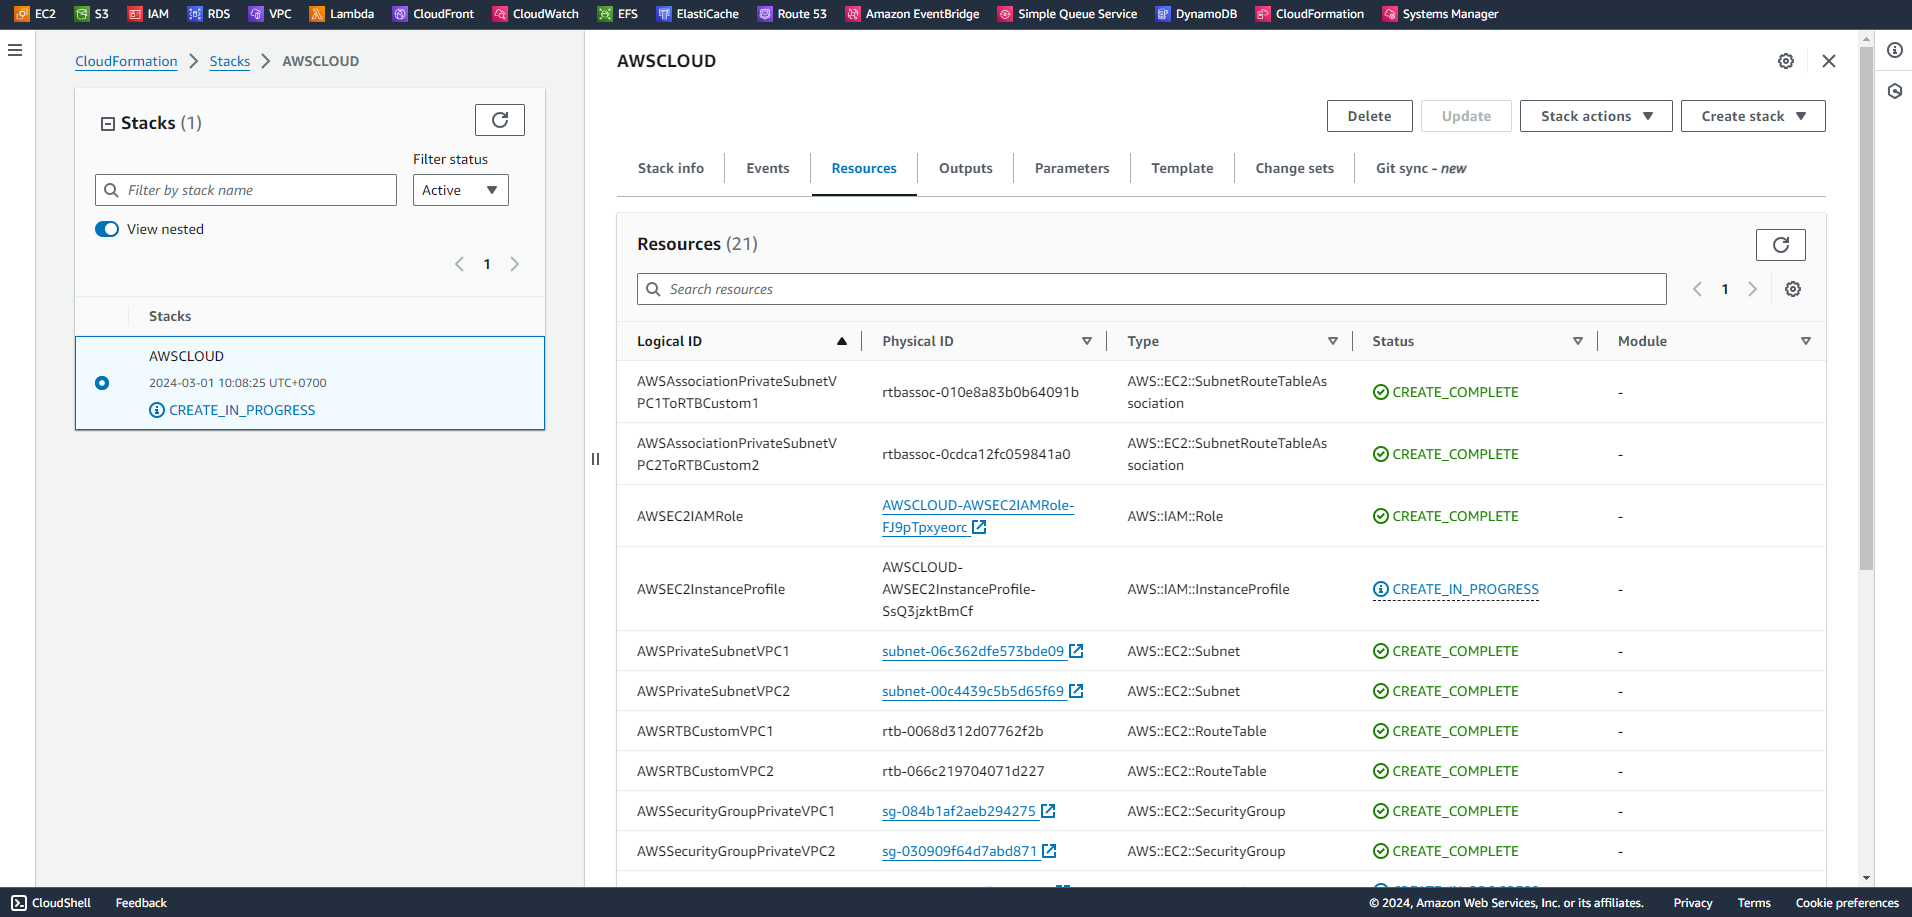 EC2 S3 IAM RDS VPC Lambda CloudFront CloudWatch EFS ElastiCache Route 53 Amazon EventBridge Simple Queue Service DynamoDB CloudFormation Systems Manager
CloudFormation Stacks AWSCLOUD
Stacks (1)
Filter status
Filter by stack name
Active
View nested
1
Stacks
AWSCLOUD
2024-03-01 10:08:25 UTC+0700
CREATE_IN_PROGRESS
AWSCLOUD
Delete Update Stack actions Create stack
Stack info Events Resources Outputs Parameters Template Change sets Git sync - new
Resources (21)
Search resources
1
Logical ID Physical ID Type Status Module
AWSAssociationPrivateSubnetV
PC1ToRTBCustom1
rtbassoc-010e8a83b0b64091b
AWS::EC2::SubnetRouteTableAs
sociation
CREATE_COMPLETE
-
AWSAssociationPrivateSubnetV
PC2ToRTBCustom2
rtbassoc-0cdca12fc059841a0
AWS::EC2::SubnetRouteTableAs
sociation
CREATE_COMPLETE
-
AWSEC2IAMRole
AWSCLOUD-AWSEC2IAMRole-
FJ9pTpxyeorc
AWS::IAM::Role
CREATE_COMPLETE
-
AWSEC2InstanceProfile
AWSCLOUD-
AWSEC2InstanceProfile-
SsQ3jzktBmCf
AWS::IAM::InstanceProfile
CREATE_IN_PROGRESS
-
AWSPrivateSubnetVPC1 subnet-06c362dfe573bde09 AWS::EC2::Subnet CREATE_COMPLETE -
AWSPrivateSubnetVPC2 subnet-00c4439c5b5d65f69 AWS::EC2::Subnet CREATE_COMPLETE -
AWSRTBCustomVPC1 rtb-0068d312d07762f2b AWS::EC2::RouteTable CREATE_COMPLETE -
AWSRTBCustomVPC2 rtb-066c219704071d227 AWS::EC2::RouteTable CREATE_COMPLETE -
AWSSecurityGroupPrivateVPC1 sg-084b1af2aeb294275 AWS::EC2::SecurityGroup CREATE_COMPLETE -
AWSSecurityGroupPrivateVPC2 sg-030909f64d7abd871 AWS::EC2::SecurityGroup CREATE_COMPLETE -
CloudShell Feedback © 2024, Amazon Web Services, Inc. or its affiliates. Privacy Terms Cookie preferences